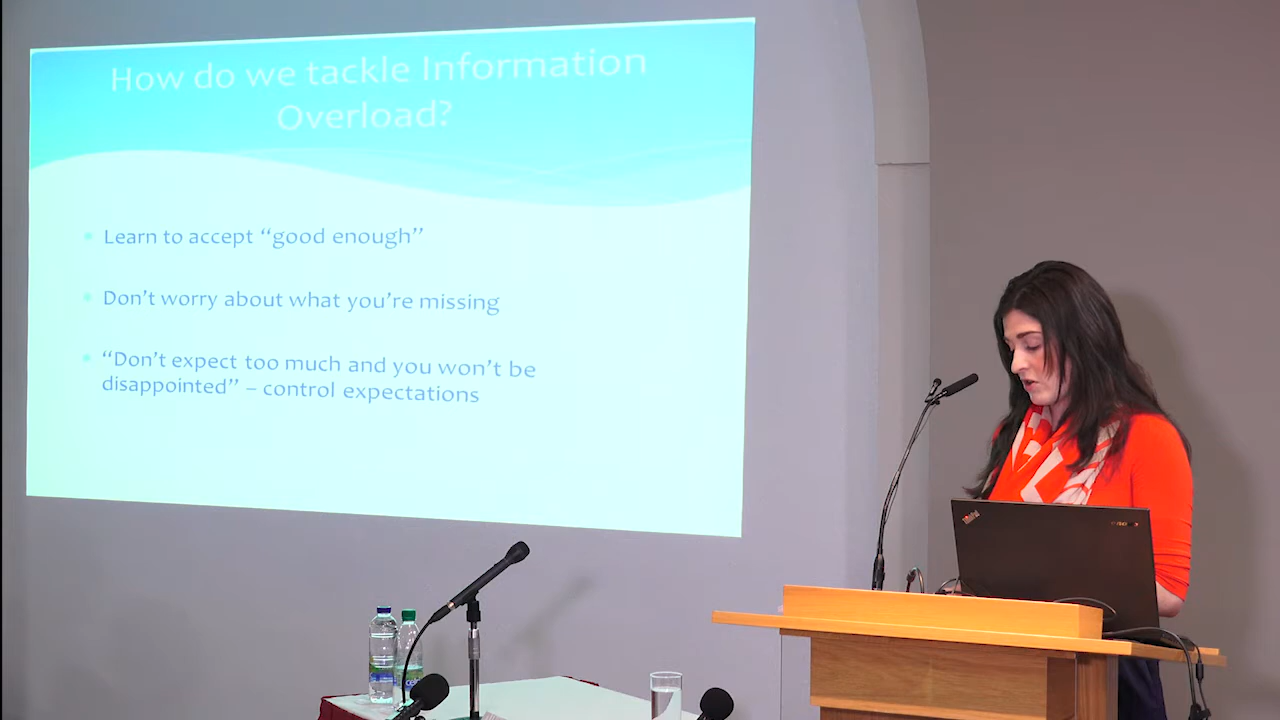 How do we tackle Information
Overload?
Learn to accept “good enough”
Don’t worry about what you’re missing
“Don’t expect too much and you won’t be
disappointed” – control expectations
ThinkPad